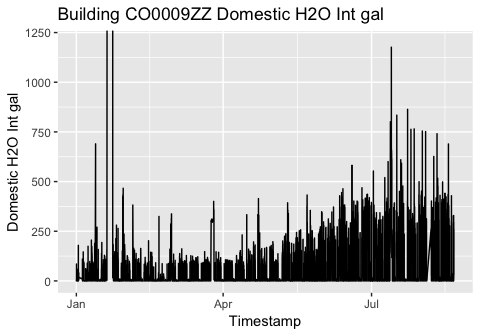 Building CO0009ZZ Domestic H2O Int gal
1250
1000
750
500
250
0
Domestic H2O Int gal
Jan
Apr
Jul
Timestamp